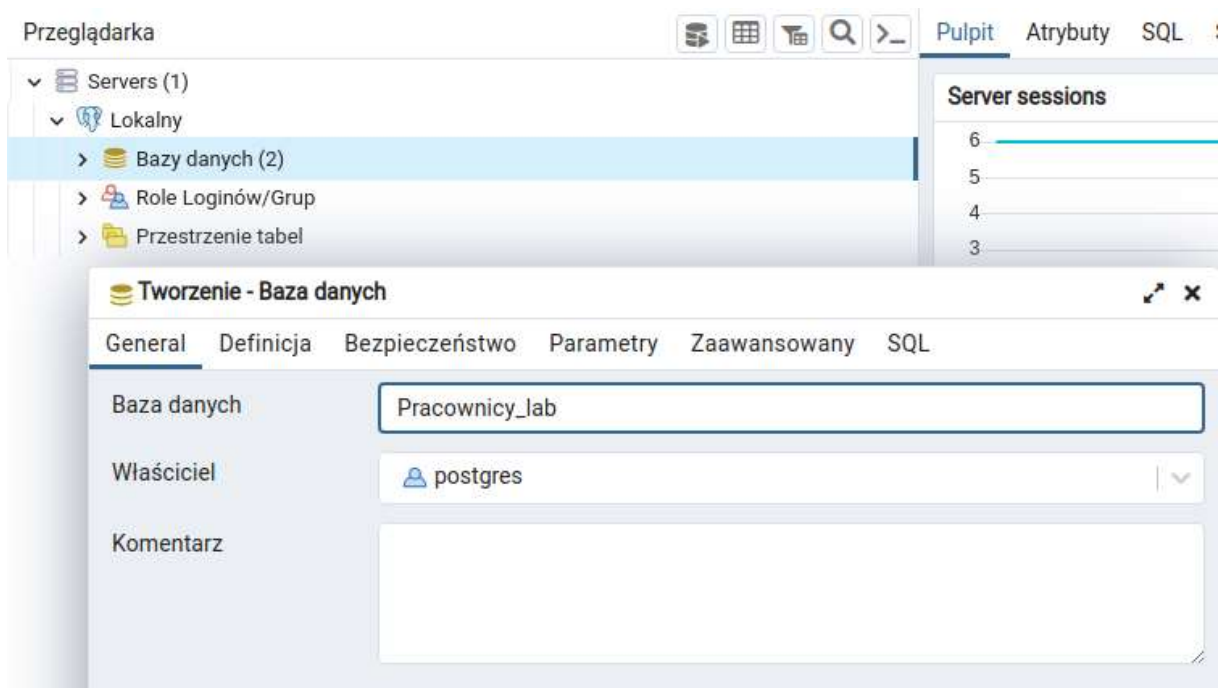 Przeglądarka
Pulpit Atrybuty SQL
Servers (1)
Lokalny
Bazy danych (2)
Role Loginów/Grup
Przestrzenie tabel
Server sessions
6
5
4
3
Tworzenie - Baza danych
General Definicja Bezpieczeństwo Parametry Zaawansowany SQL
Baza danych Pracownicy_lab
Właściciel postgres
Komentarz